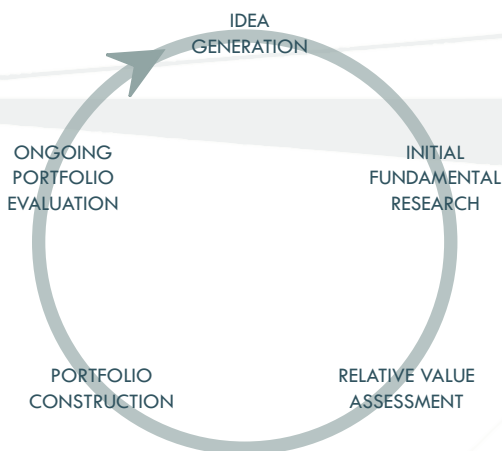 IDEA
GENERATION
INITIAL
FUNDAMENTAL
RESEARCH
RELATIVE VALUE
ASSESSMENT
PORTFOLIO
CONSTRUCTION
ONGOING
PORTFOLIO
EVALUATION